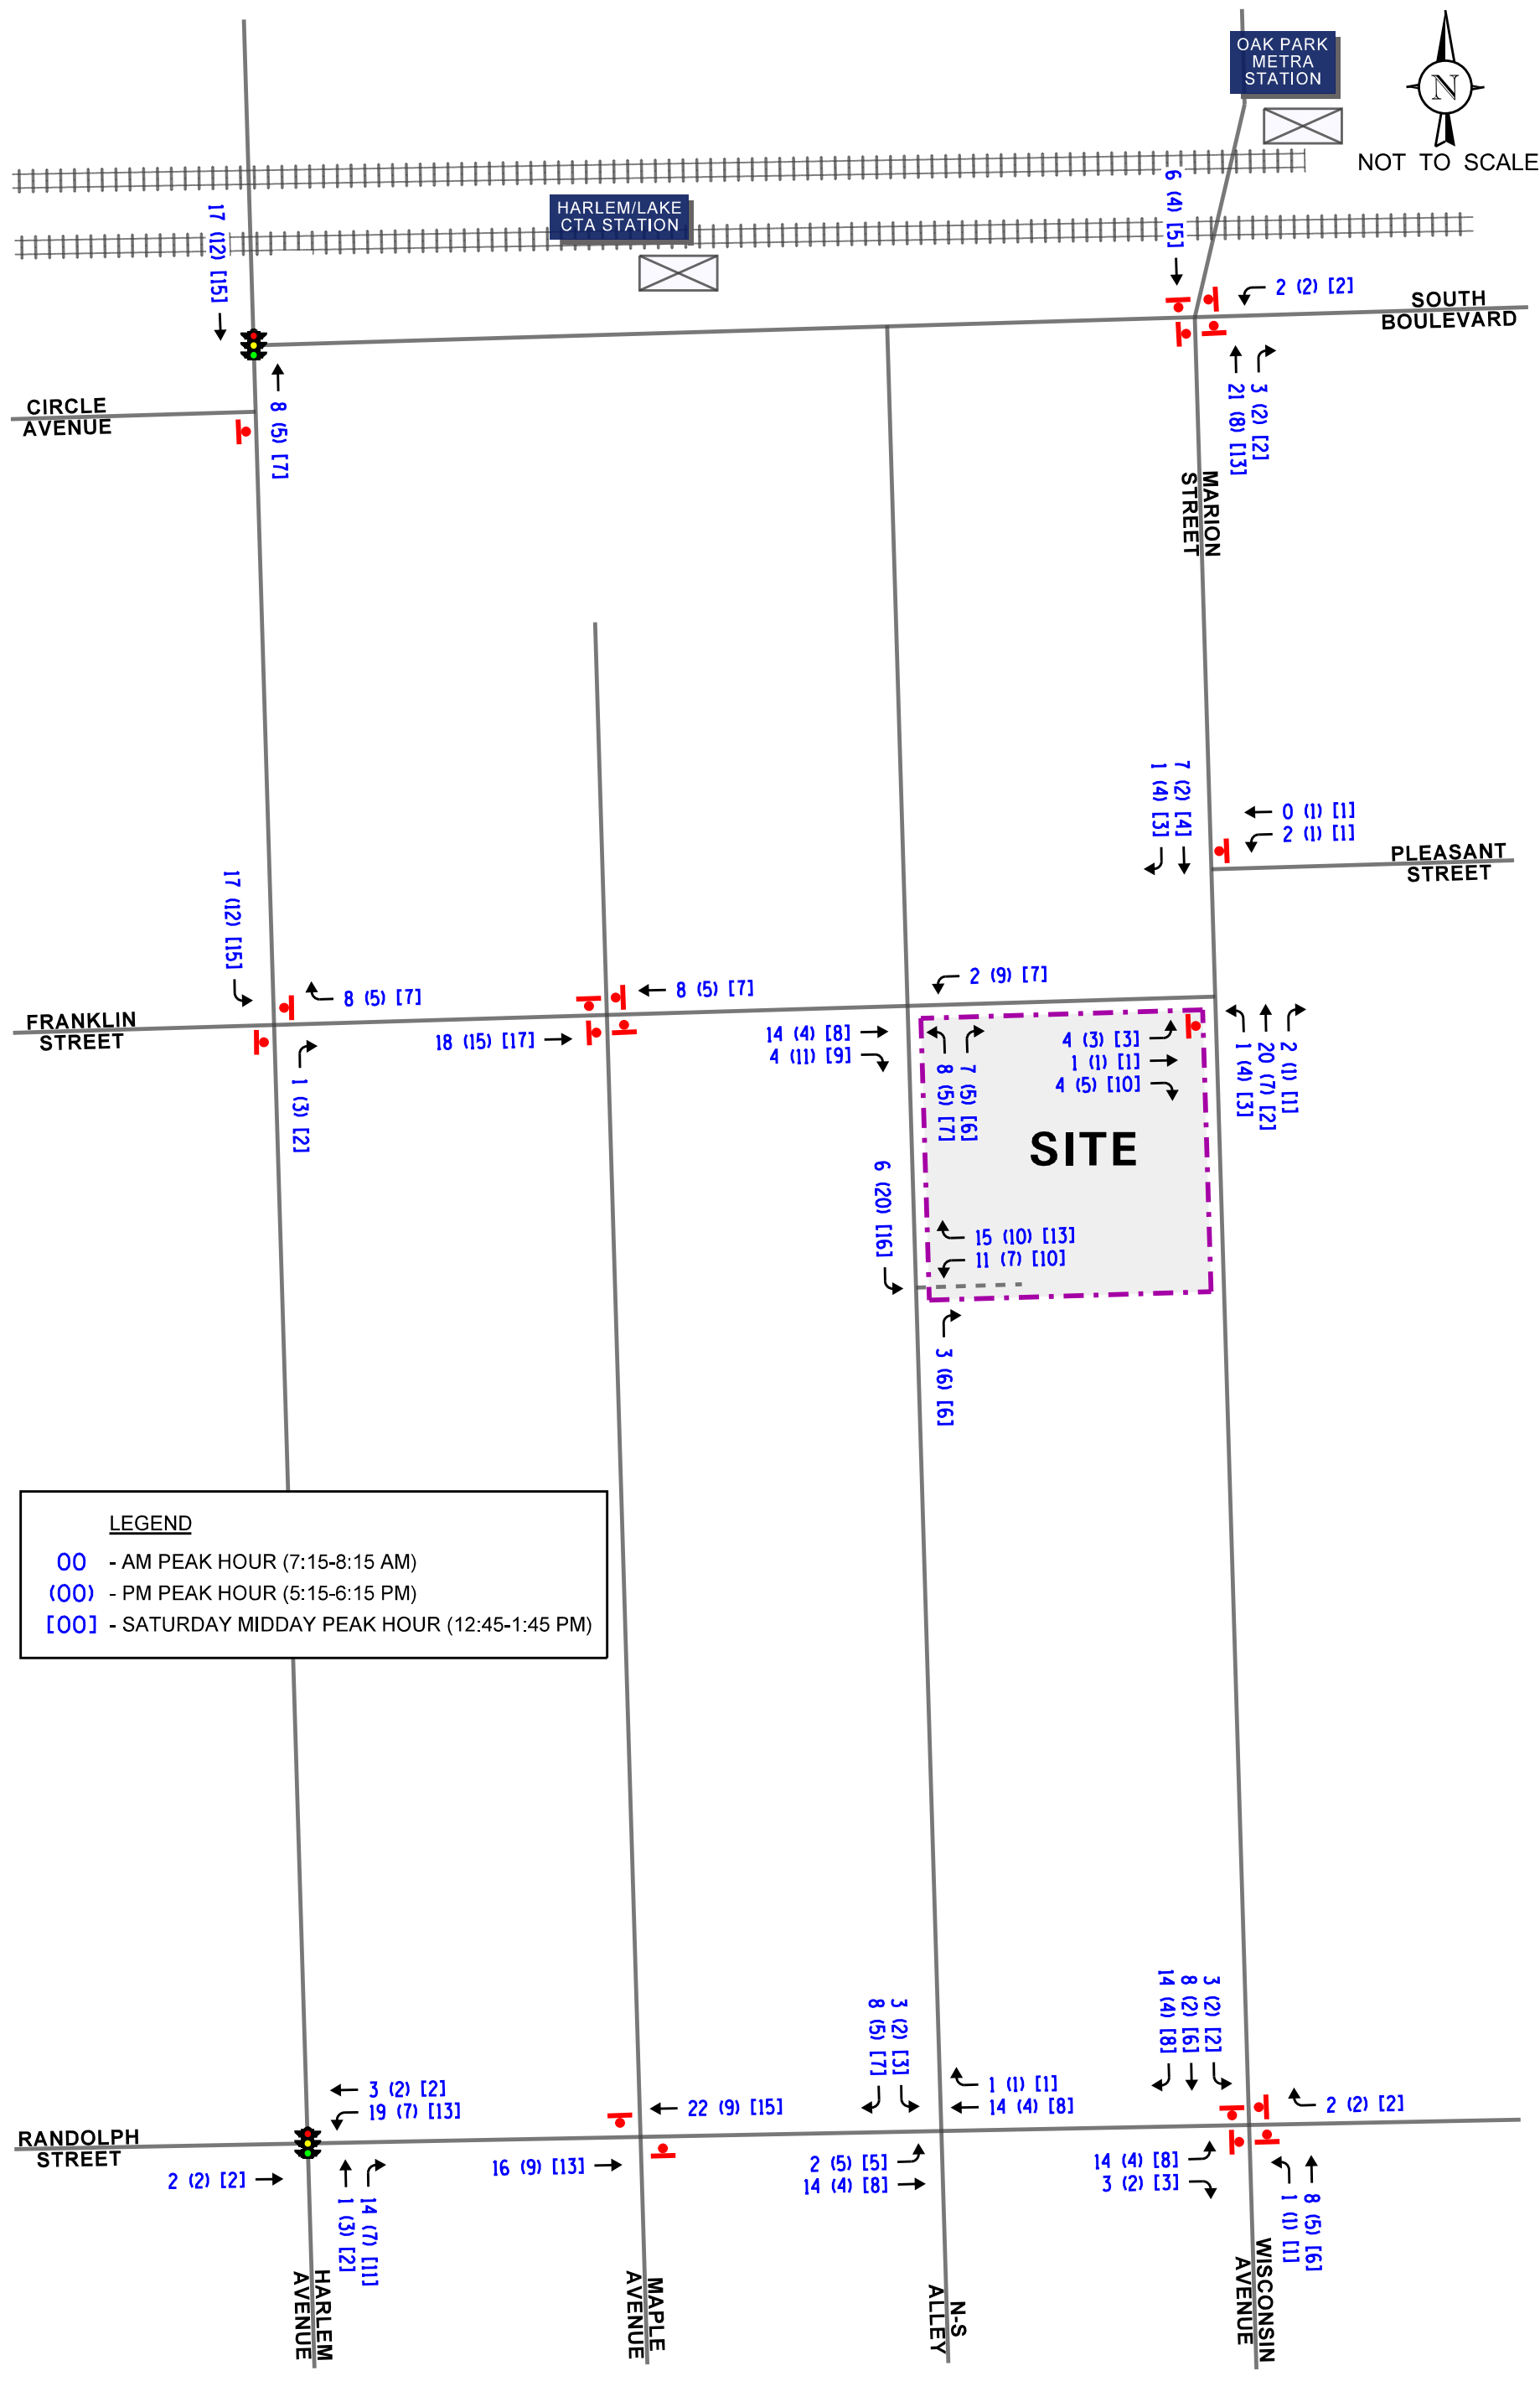 OAK PARK
METRA
STATION
N
NOT TO SCALE
HARLEM/LAKE
CTA STATION
17 (12) [15]
6 (4) [5]
2 (2) [2]
SOUTH
BOULEVARD
8 (5) [7]
3 (2) [2]
21 (8) [13]
CIRCLE
AVENUE
MARION
STREET
7 (2) [4]
1 (4) [3]
0 (1) [1]
2 (1) [1]
PLEASANT
STREET
17 (12) [15]
8 (5) [7]
FRANKLIN
STREET
1 (3) [2]
18 (15) [17]
8 (5) [7]
2 (9) [7]
14 (4) [8]
4 (11) [9]
7 (5) [6]
8 (5) [7]
4 (3) [3]
1 (1) [1]
4 (5) [10]
2 (1) [1]
20 (7) [2]
1 (4) [3]
SITE
6 (20) [16]
15 (10) [13]
11 (7) [10]
3 (6) [6]
LEGEND
00 - AM PEAK HOUR (7:15-8:15 AM)
(00) - PM PEAK HOUR (5:15-6:15 PM)
[00] - SATURDAY MIDDAY PEAK HOUR (12:45-1:45 PM)
3 (2) [2]
8 (2) [6]
14 (4) [8]
3 (2) [3]
8 (5) [7]
3 (2) [2]
19 (7) [13]
22 (9) [15]
1 (1) [1]
14 (4) [8]
2 (2) [2]
RANDOLPH
STREET
2 (2) [2]
14 (7) [11]
1 (3) [2]
16 (9) [13]
2 (5) [5]
14 (4) [8]
14 (4) [8]
3 (2) [3]
8 (5) [6]
1 (1) [1]
HARLEM
AVENUE
MAPLE
AVENUE
N-S
ALLEY
WISCONSIN
AVENUE